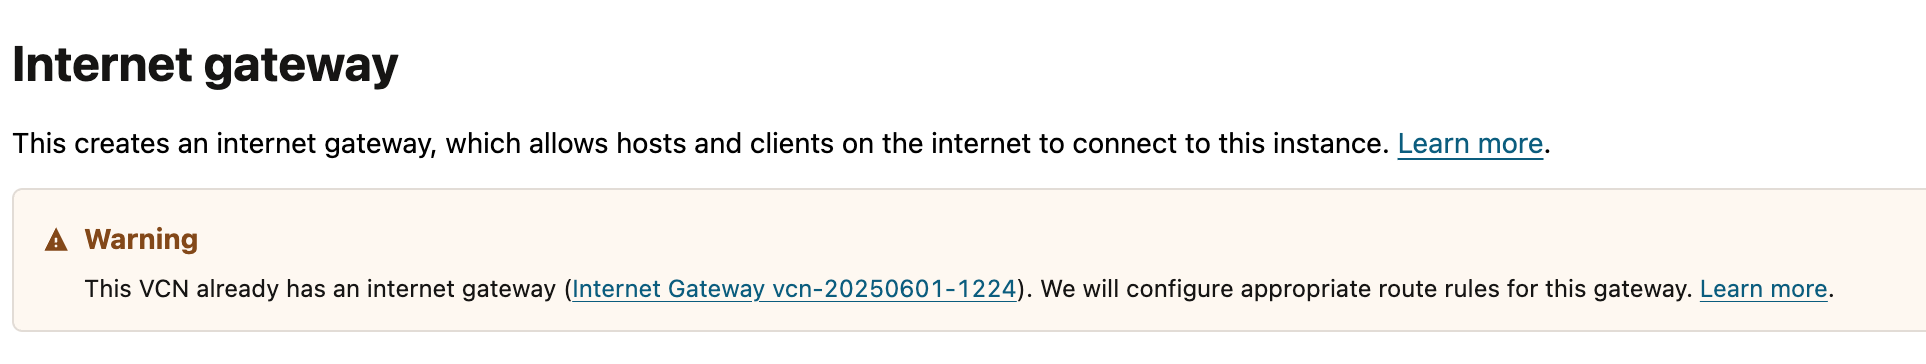 Internet gateway
This creates an internet gateway, which allows hosts and clients on the internet to connect to this instance. Learn more.
Warning
This VCN already has an internet gateway (Internet Gateway vcn-20250601-1224). We will configure appropriate route rules for this gateway. Learn more.